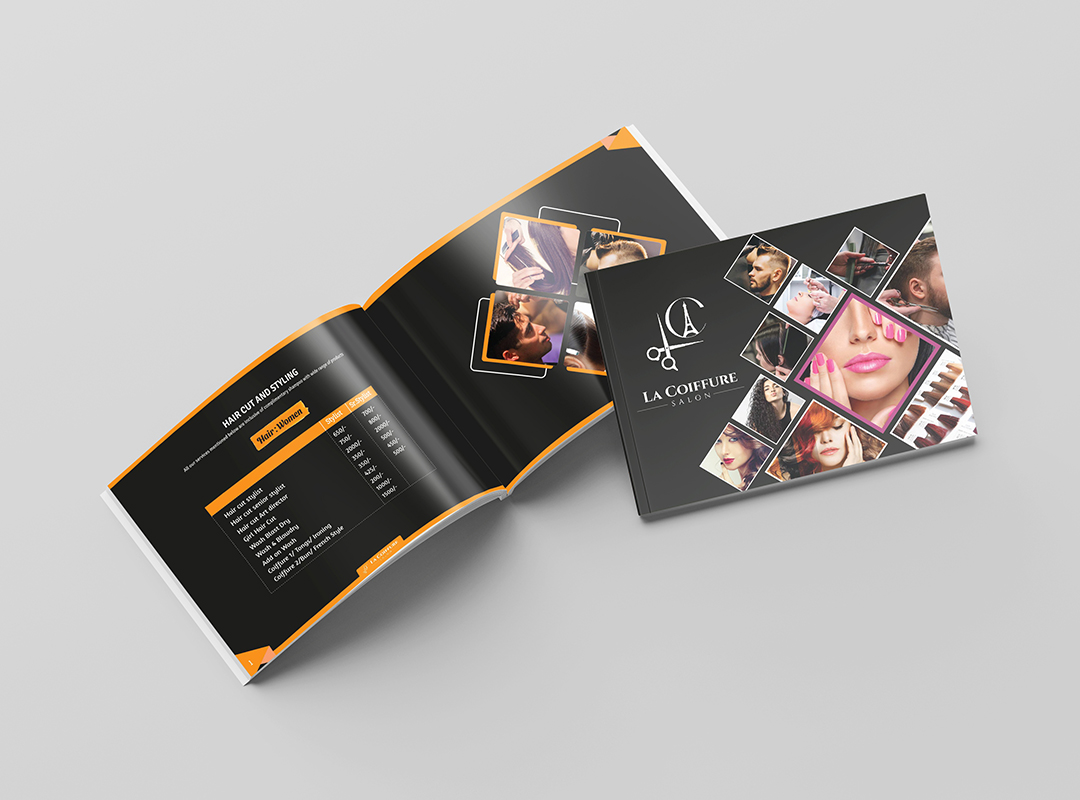 HAIR CUT AND STYLING
All our services mentioned below are inclusive of complimentary shampoo with wide range of products
Hair : Women
Stylist Sr. Stylist
Hair cut stylist 650/- 700/-
Hair cut senior stylist 750/- 800/-
Hair cut Art director 2000/- 2000/-
Girl Hair Cut 350/- 500/-
Wash Blast Dry 350/- 450/-
Wash & Bloudry 425/- 500/-
Add on Wash 200/-
Coiffure 1/ Tongs/ Ironing 1000/-
Coiffure 2/Bun/ French Style 1500/-
LA COIFFURE
1
LA COIFFURE
SALON